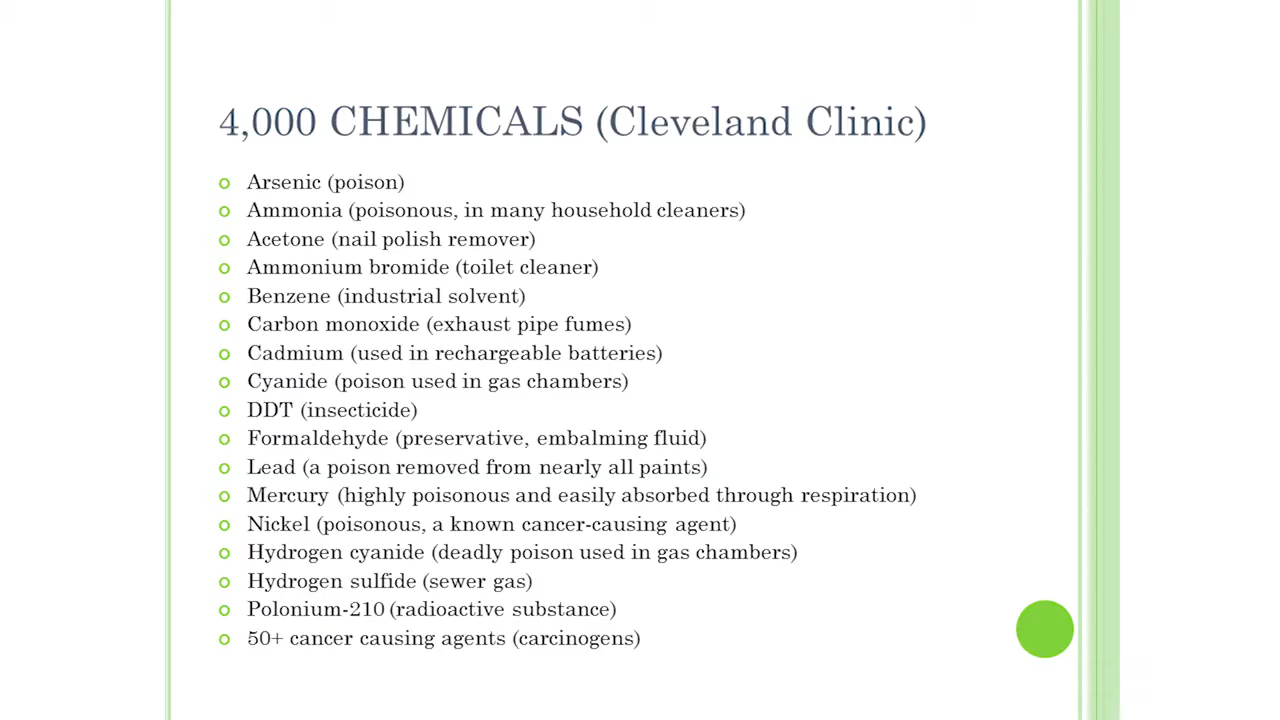 4,000 CHEMICALS (Cleveland Clinic)
Arsenic (poison)
Ammonia (poisonous, in many household cleaners)
Acetone (nail polish remover)
Ammonium bromide (toilet cleaner)
Benzene (industrial solvent)
Carbon monoxide (exhaust pipe fumes)
Cadmium (used in rechargeable batteries)
Cyanide (poison used in gas chambers)
DDT (insecticide)
Formaldehyde (preservative, embalming fluid)
Lead (a poison removed from nearly all paints)
Mercury (highly poisonous and easily absorbed through respiration)
Nickel (poisonous, a known cancer-causing agent)
Hydrogen cyanide (deadly poison used in gas chambers)
Hydrogen sulfide (sewer gas)
Polonium-210 (radioactive substance)
50+ cancer causing agents (carcinogens)